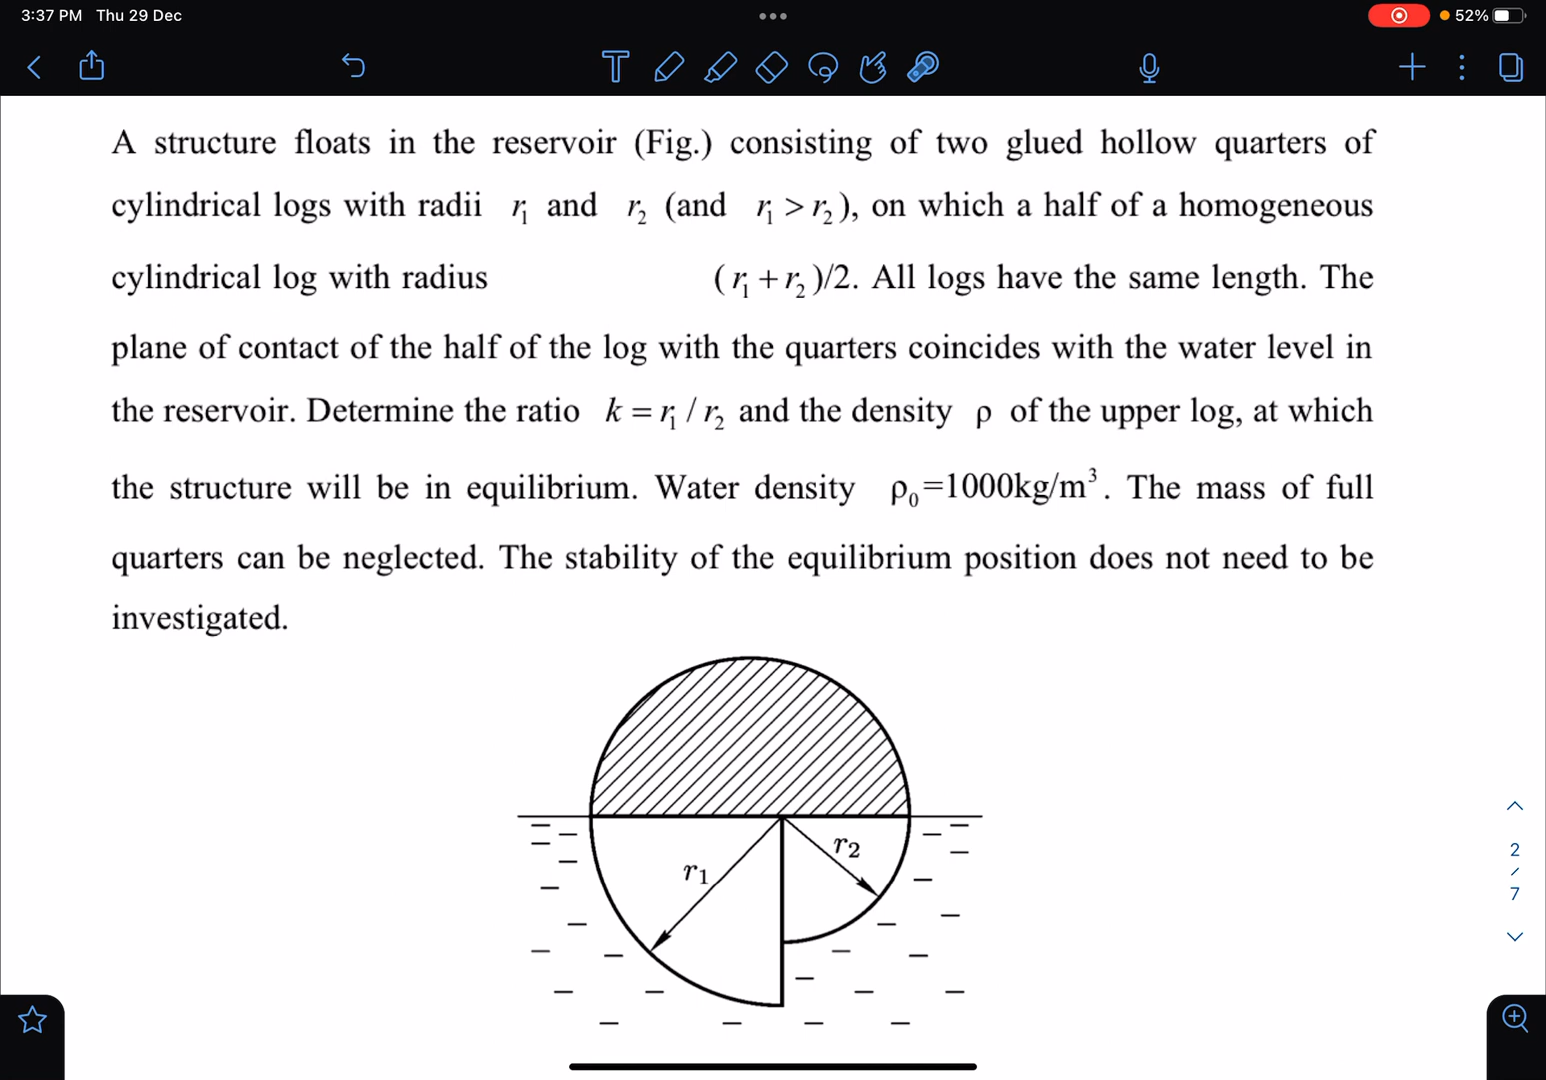 3:37 PM Thu 29 Dec
52%
A structure floats in the reservoir (Fig.) consisting of two glued hollow quarters of
cylindrical logs with radii r₁ and r₂ (and r₁ > r₂), on which a half of a homogeneous
cylindrical log with radius (r₁ + r₂)/2. All logs have the same length. The
plane of contact of the half of the log with the quarters coincides with the water level in
the reservoir. Determine the ratio k = r₁ / r₂ and the density ρ of the upper log, at which
the structure will be in equilibrium. Water density ρ₀=1000kg/m³. The mass of full
quarters can be neglected. The stability of the equilibrium position does not need to be
investigated.
r2
r1
2
/
7